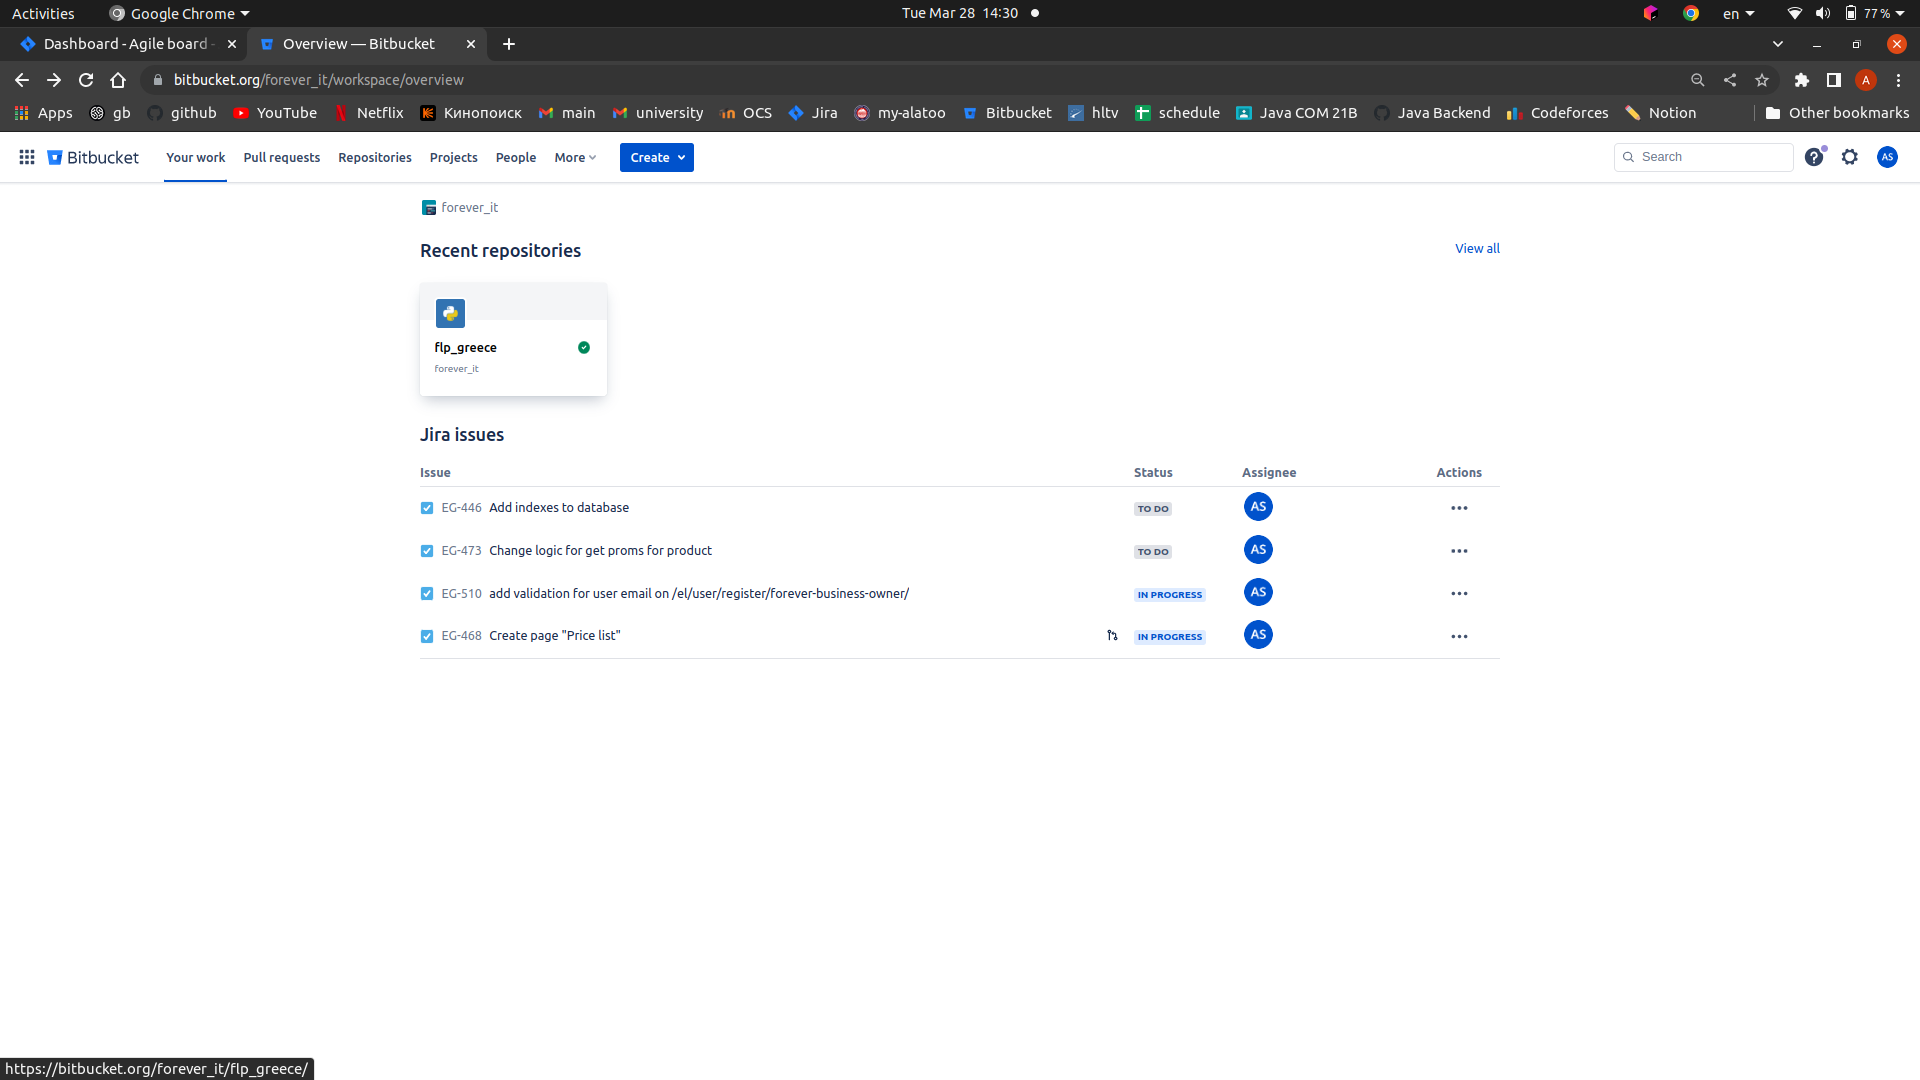 Activities Google Chrome Tue Mar 28 14:30 en 77 %
Dashboard - Agile board - Overview — Bitbucket
bitbucket.org/forever_it/workspace/overview A
Apps gb github YouTube Netflix Кинопоиск main university OCS Jira my-alatoo Bitbucket hltv schedule Java COM 21B Java Backend Codeforces Notion Other bookmarks
Bitbucket Your work Pull requests Repositories Projects People More Create Search AS
forever_it
Recent repositories View all
flp_greece
forever_it
Jira issues
Issue Status Assignee Actions
EG-446 Add indexes to database TO DO AS
EG-473 Change logic for get proms for product TO DO AS
EG-510 add validation for user email on /el/user/register/forever-business-owner/ IN PROGRESS AS
EG-468 Create page "Price list" IN PROGRESS AS
https://bitbucket.org/forever_it/flp_greece/